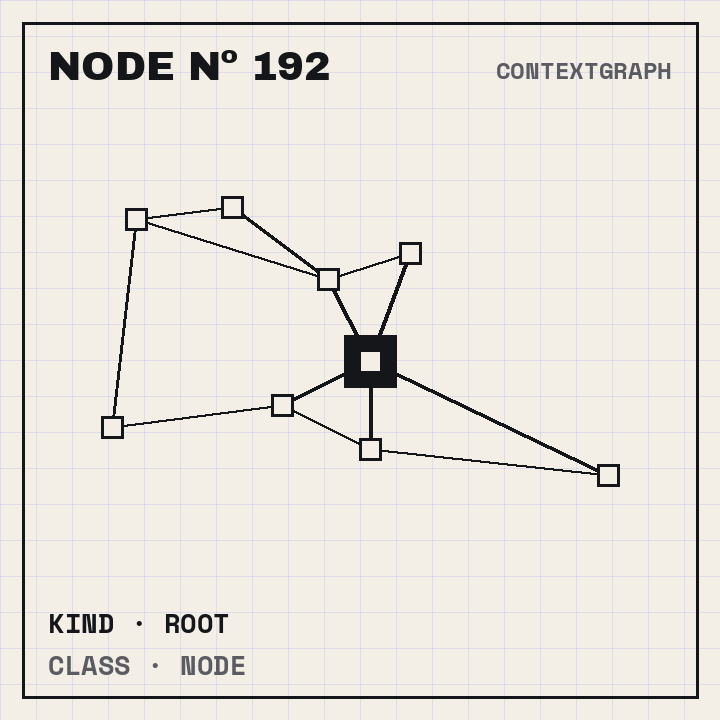 NODE Nº 192
CONTEXTGRAPH
KIND · ROOT
CLASS · NODE